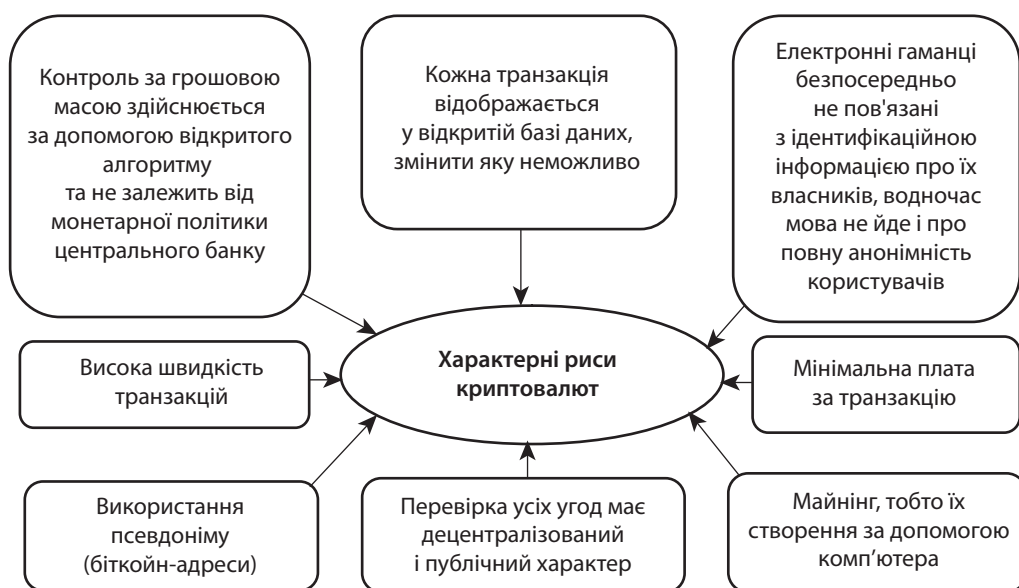 Контроль за грошовою
масою здійснюється
за допомогою відкритого
алгоритму
та не залежить від
монетарної політики
центрального банку
Кожна транзакція
відображається
у відкритій базі даних,
змінити яку неможливо
Електронні гаманці
безпосередньо
не пов'язані
з ідентифікаційною
інформацією про їх
власників, водночас
мова не йде і про
повну анонімність
користувачів
Висока швидкість
транзакцій
Характерні риси
криптовалют
Мінімальна плата
за транзакцію
Використання
псевдоніму
(біткойн-адреси)
Перевірка усіх угод має
децентралізований
і публічний характер
Майнінг, тобто їх
створення за допомогою
комп’ютера